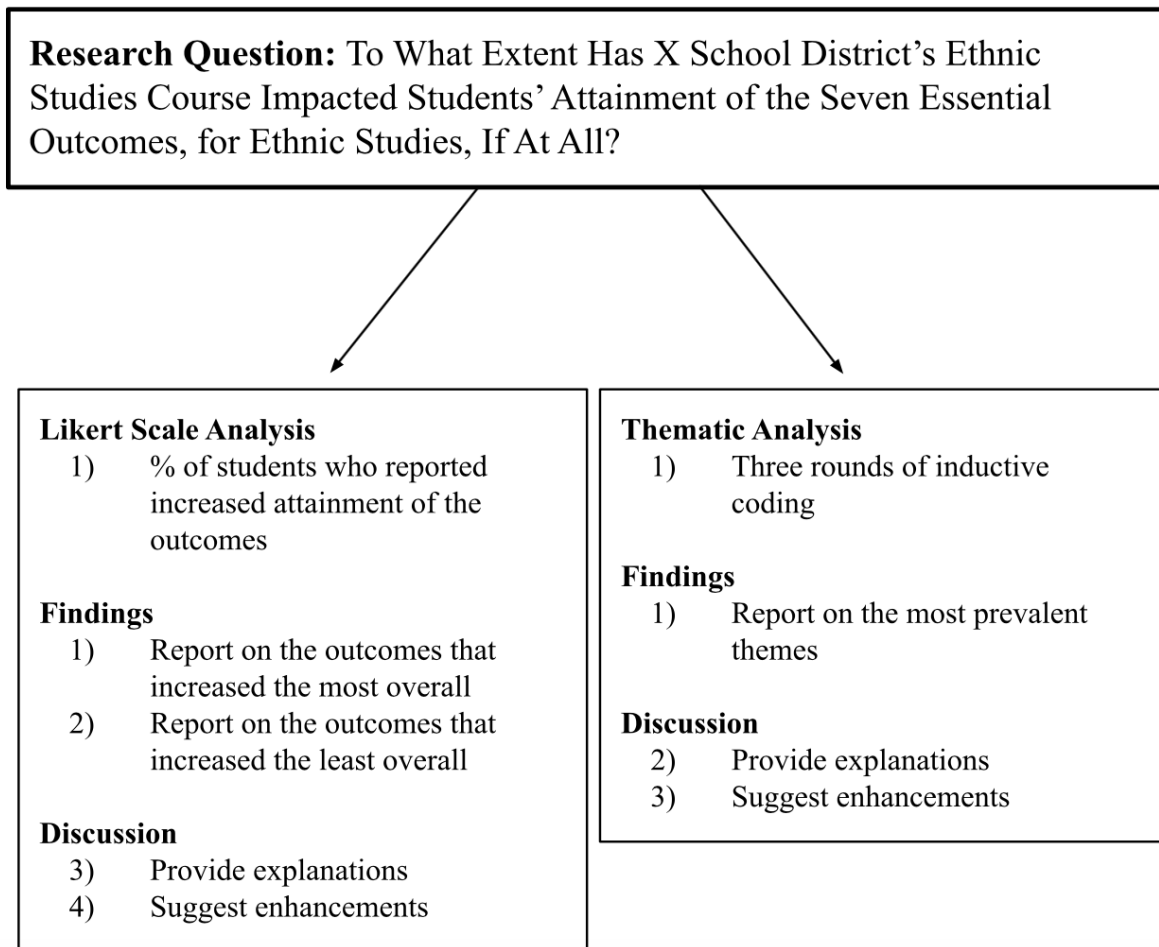 Research Question: To What Extent Has X School District’s Ethnic
Studies Course Impacted Students’ Attainment of the Seven Essential
Outcomes, for Ethnic Studies, If At All?
Likert Scale Analysis
1) % of students who reported
increased attainment of the
outcomes
Findings
1) Report on the outcomes that
increased the most overall
2) Report on the outcomes that
increased the least overall
Discussion
3) Provide explanations
4) Suggest enhancements
Thematic Analysis
1) Three rounds of inductive
coding
Findings
1) Report on the most prevalent
themes
Discussion
2) Provide explanations
3) Suggest enhancements